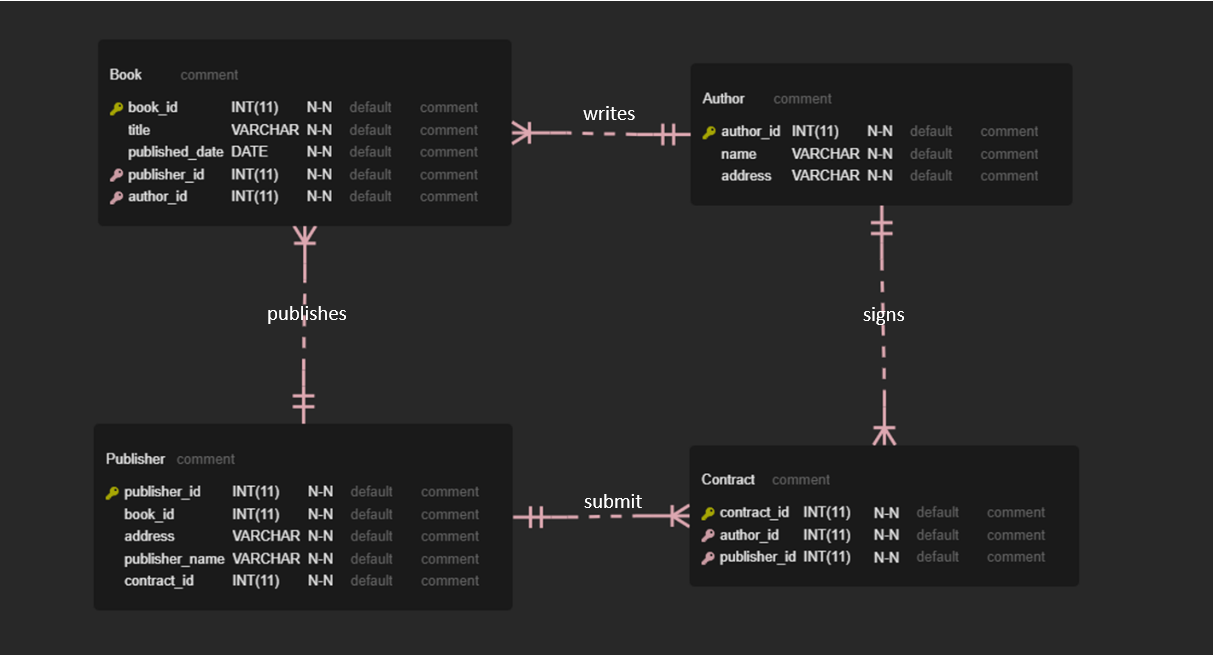 Book comment
book_id INT(11) N-N default comment
title VARCHAR N-N default comment
published_date DATE N-N default comment
publisher_id INT(11) N-N default comment
author_id INT(11) N-N default comment
writes
Author comment
author_id INT(11) N-N default comment
name VARCHAR N-N default comment
address VARCHAR N-N default comment
publishes
signs
Publisher comment
publisher_id INT(11) N-N default comment
book_id INT(11) N-N default comment
address VARCHAR N-N default comment
publisher_name VARCHAR N-N default comment
contract_id INT(11) N-N default comment
submit
Contract comment
contract_id INT(11) N-N default comment
author_id INT(11) N-N default comment
publisher_id INT(11) N-N default comment